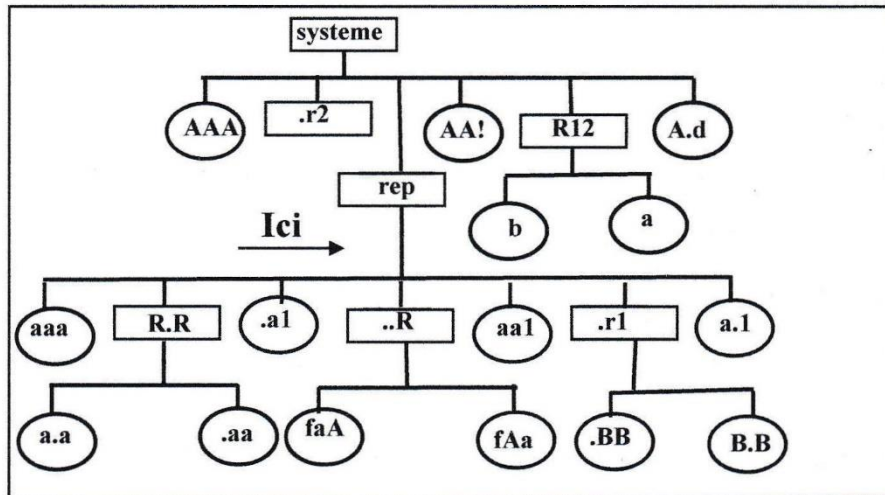 systeme
AAA
.r2
AA!
R12
A.d
rep
b
a
Ici
aaa
R.R
.a1
..R
aa1
.r1
a.1
a.a
.aa
faA
fAa
.BB
B.B